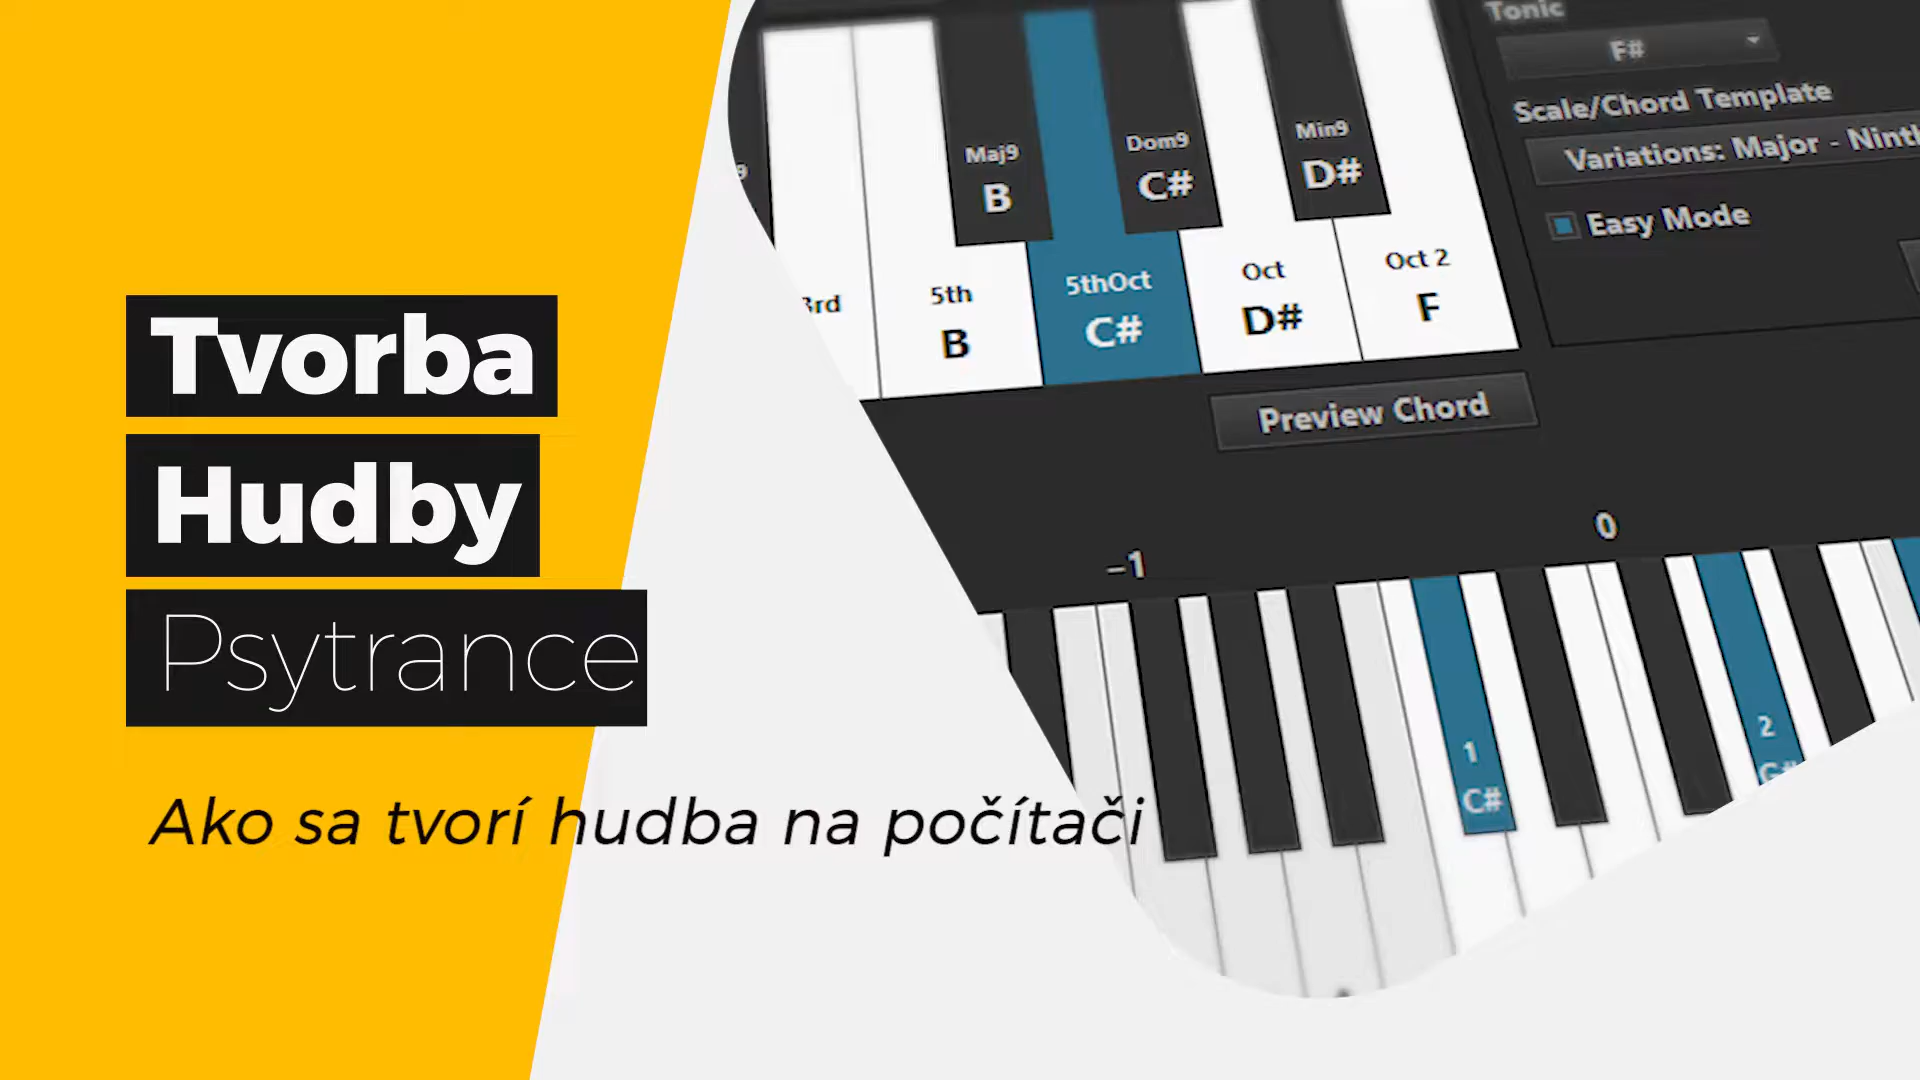 Tvorba
Hudby
Psytrance
Ako sa tvorí hudba na počítači
Tonic
F#
Scale/Chord Template
Variations: Major -
Easy Mode
Maj9
B
Dom9
C#
Min9
D#
5th
B
5thOct
C#
Oct
D#
Oct 2
F
Preview Chord
-1
0
1
C#
2